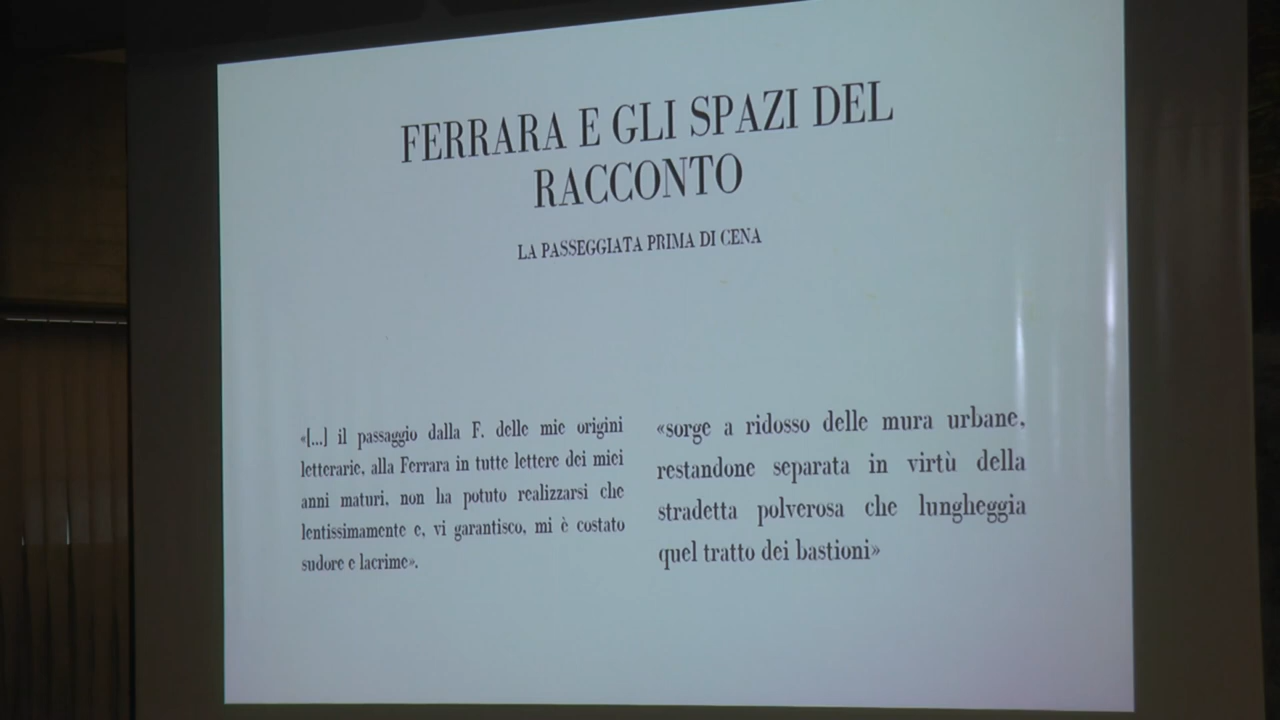 FERRARA E GLI SPAZI DEL
RACCONTO
LA PASSEGGIATA PRIMA DI CENA
«[...] il passaggio dalla F. delle mie origini
letterarie, alla Ferrara in tutte lettere dei miei
anni maturi, non ha potuto realizzarsi che
lentissimamente e, vi garantisco, mi è costato
sudore e lacrime».
«sorge a ridosso delle mura urbane,
restandone separata in virtù della
stradetta polverosa che lungheggia
quel tratto dei bastioni»